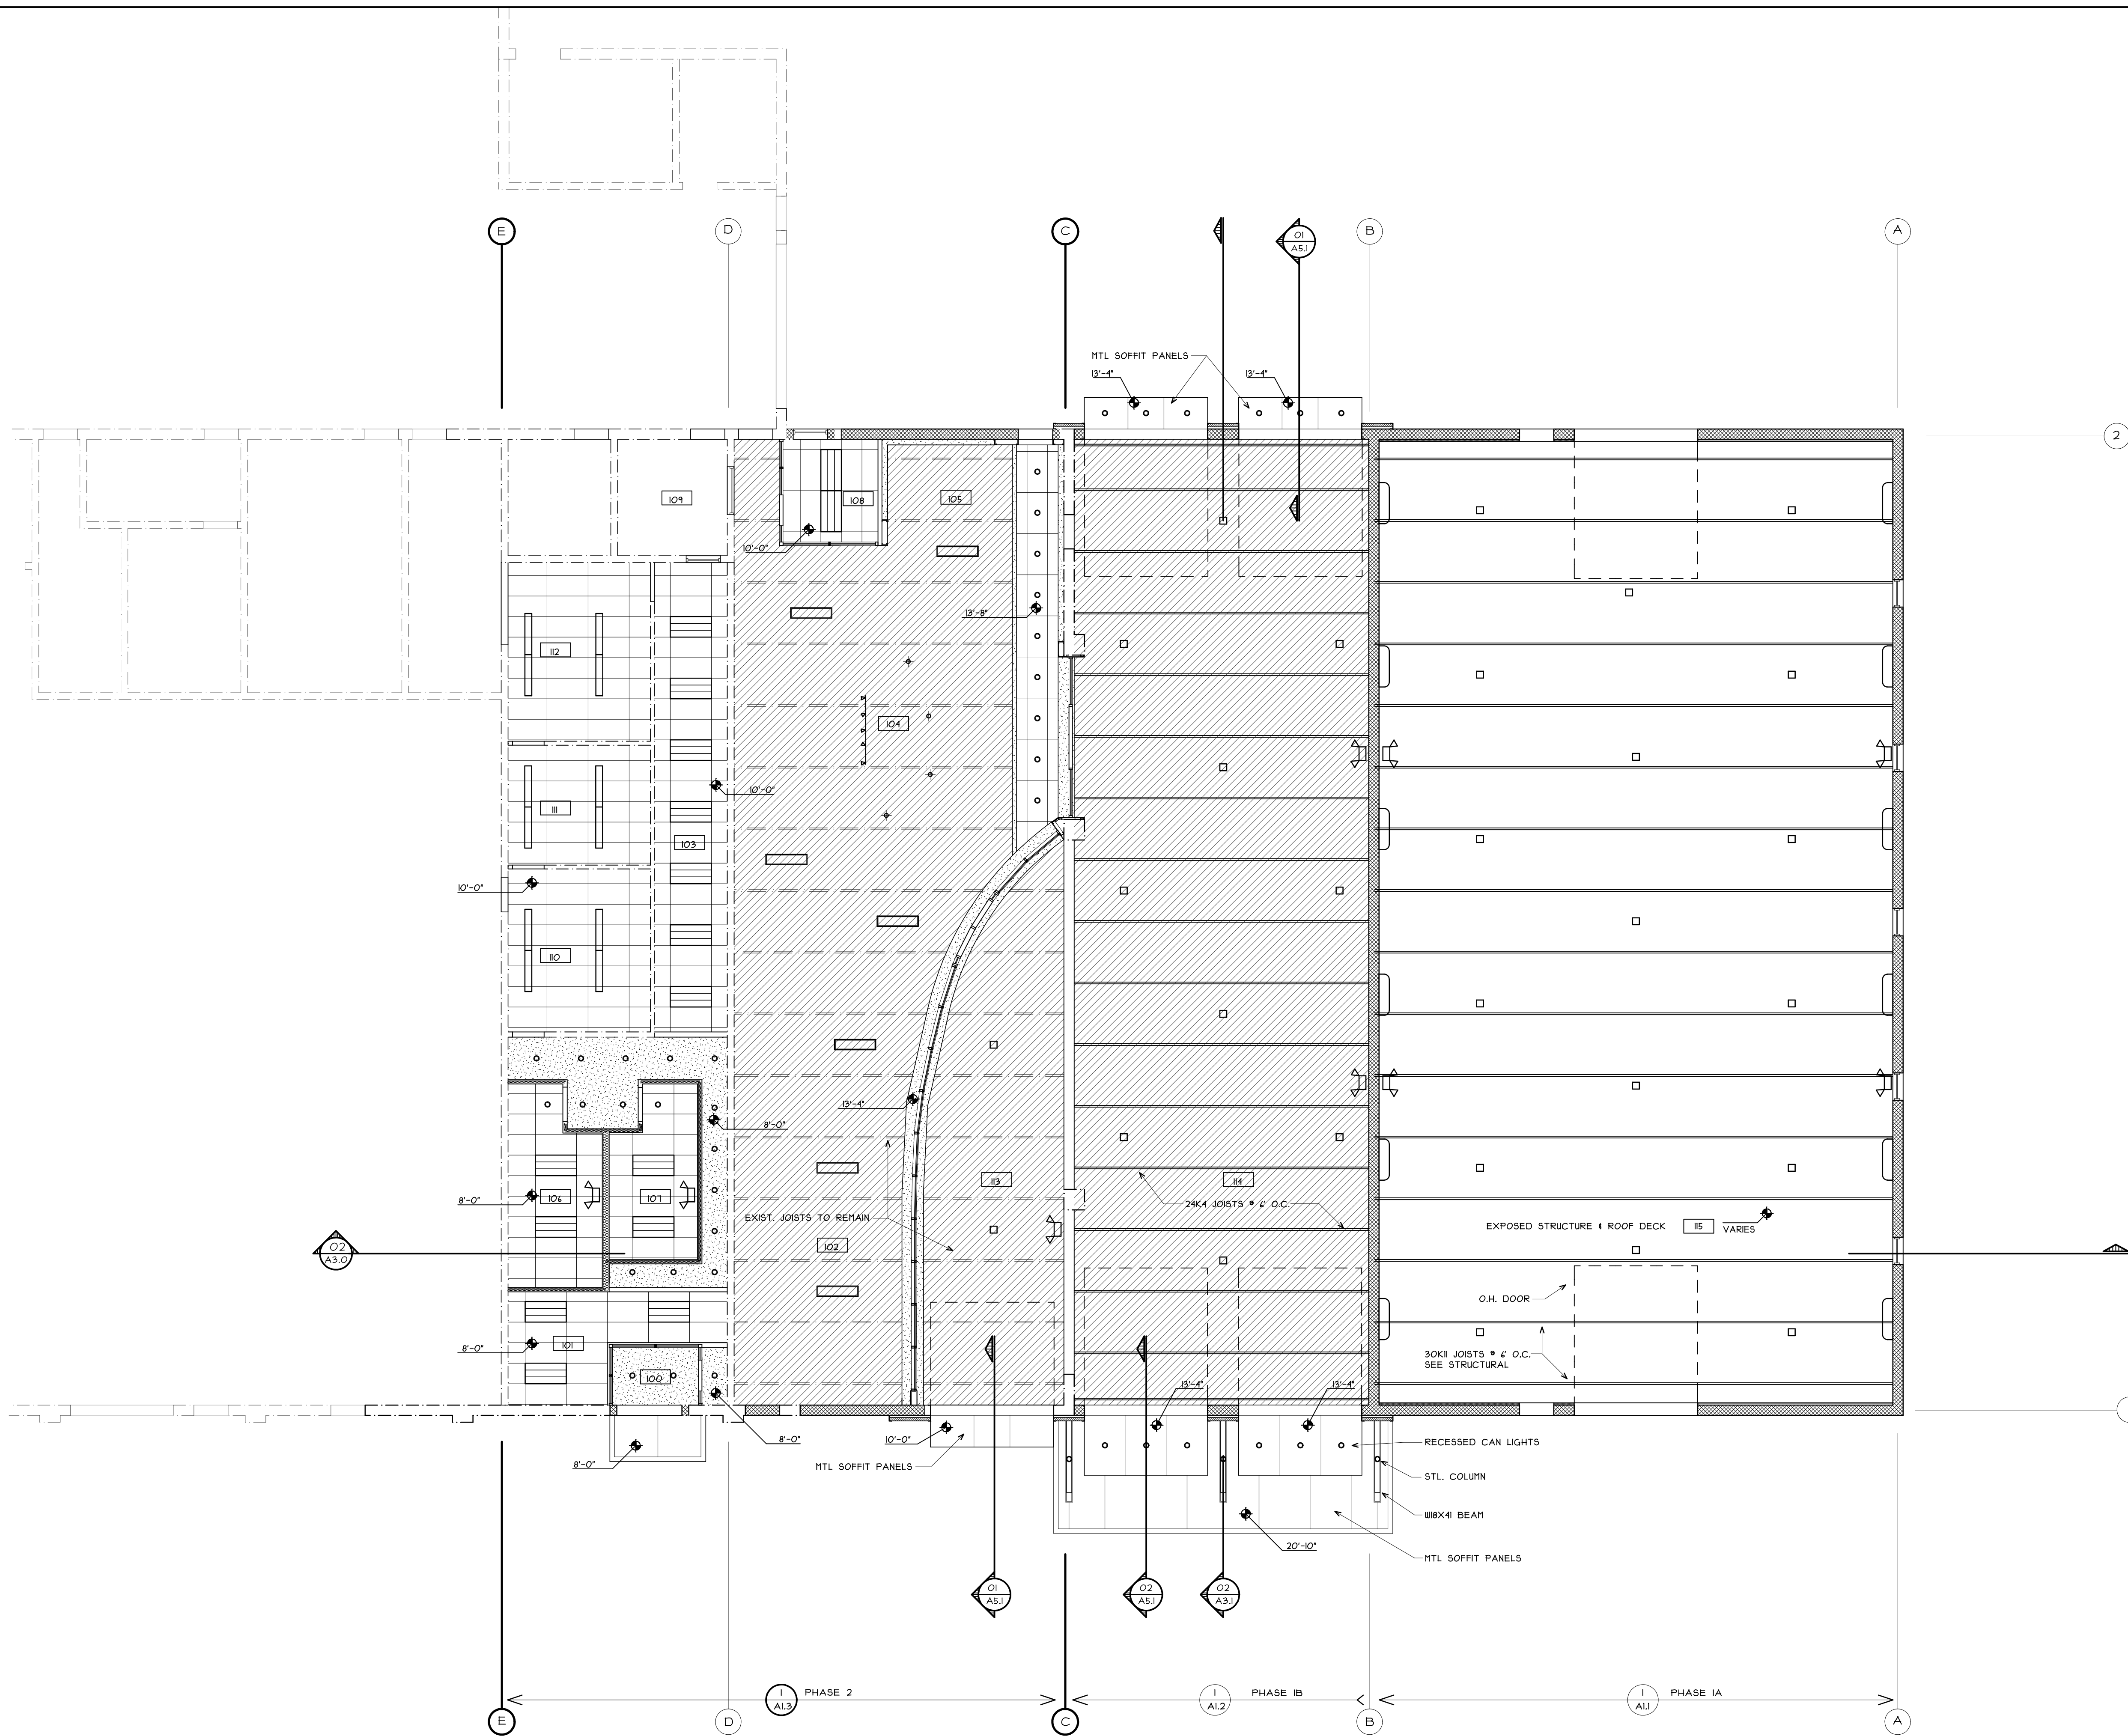 E
D
C
B
A
01
A5.1
MTL SOFFIT PANELS
13'-4"
13'-4"
2
109
108
105
10'-0"
13'-8"
112
104
10'-0"
111
103
10'-0"
110
13'-4"
8'-0"
8'-0"
106
107
113
114
24K4 JOISTS @ 6' O.C.
EXIST. JOISTS TO REMAIN
EXPOSED STRUCTURE & ROOF DECK
115
VARIES
102
02
A3.0
O.H. DOOR
8'-0"
101
30K11 JOISTS @ 6' O.C.
SEE STRUCTURAL
100
13'-4"
13'-4"
8'-0"
10'-0"
RECESSED CAN LIGHTS
8'-0"
MTL SOFFIT PANELS
STL. COLUMN
W18X41 BEAM
20'-10"
MTL SOFFIT PANELS
01
A5.1
02
A5.1
02
A3.1
1
A1.3
PHASE 2
1
A1.2
PHASE 1B
1
A1.1
PHASE 1A
E
D
C
B
A